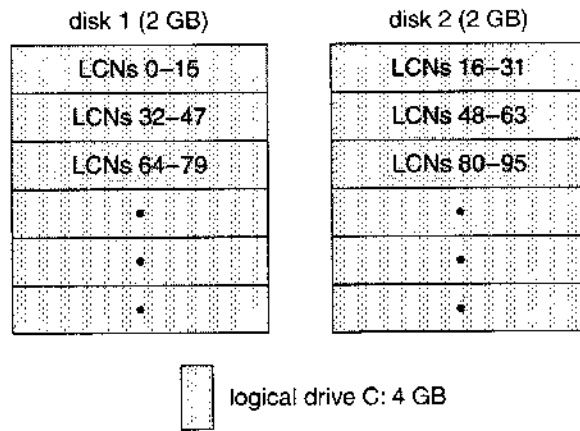 disk 1 (2 GB)
disk 2 (2 GB)
LCNs 0–15
LCNs 16–31
LCNs 32–47
LCNs 48–63
LCNs 64–79
LCNs 80–95
logical drive C: 4 GB